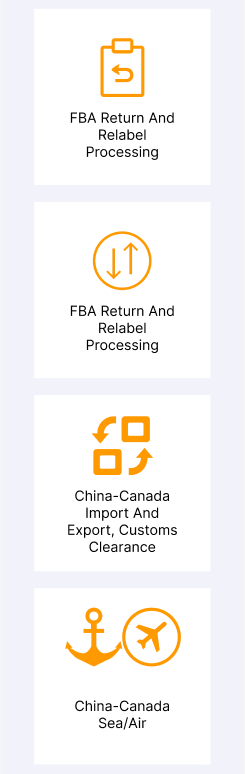 FBA Return And
Relabel
Processing
FBA Return And
Relabel
Processing
China-Canada
Import And
Export, Customs
Clearance
China-Canada
Sea/Air